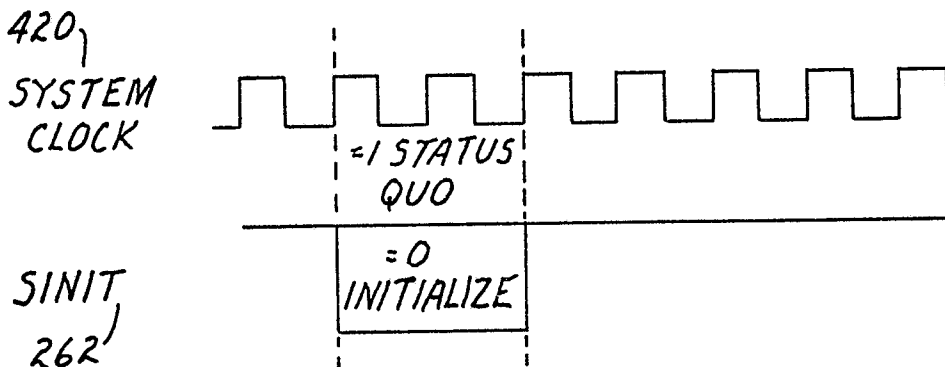 420
SYSTEM
CLOCK
=1 STATUS
QUO
=0
INITIALIZE
SINIT
262